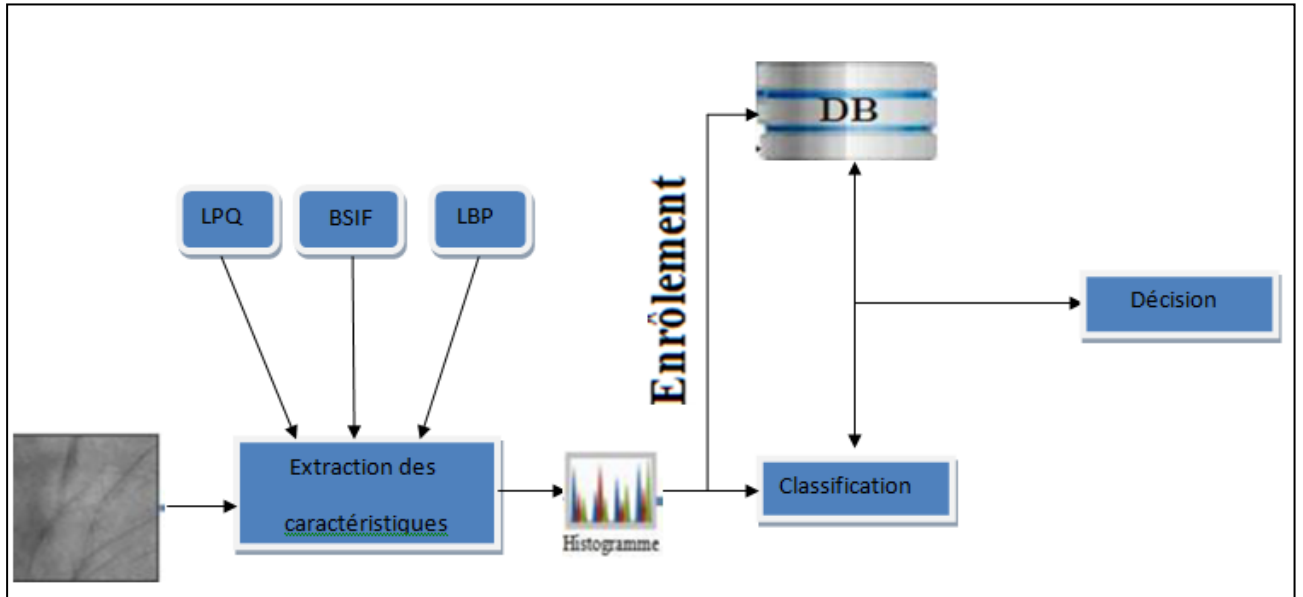 DB
LPQ
BSIF
LBP
Enrôlement
Décision
Extraction des
caractéristiques
Classification
Histogramme